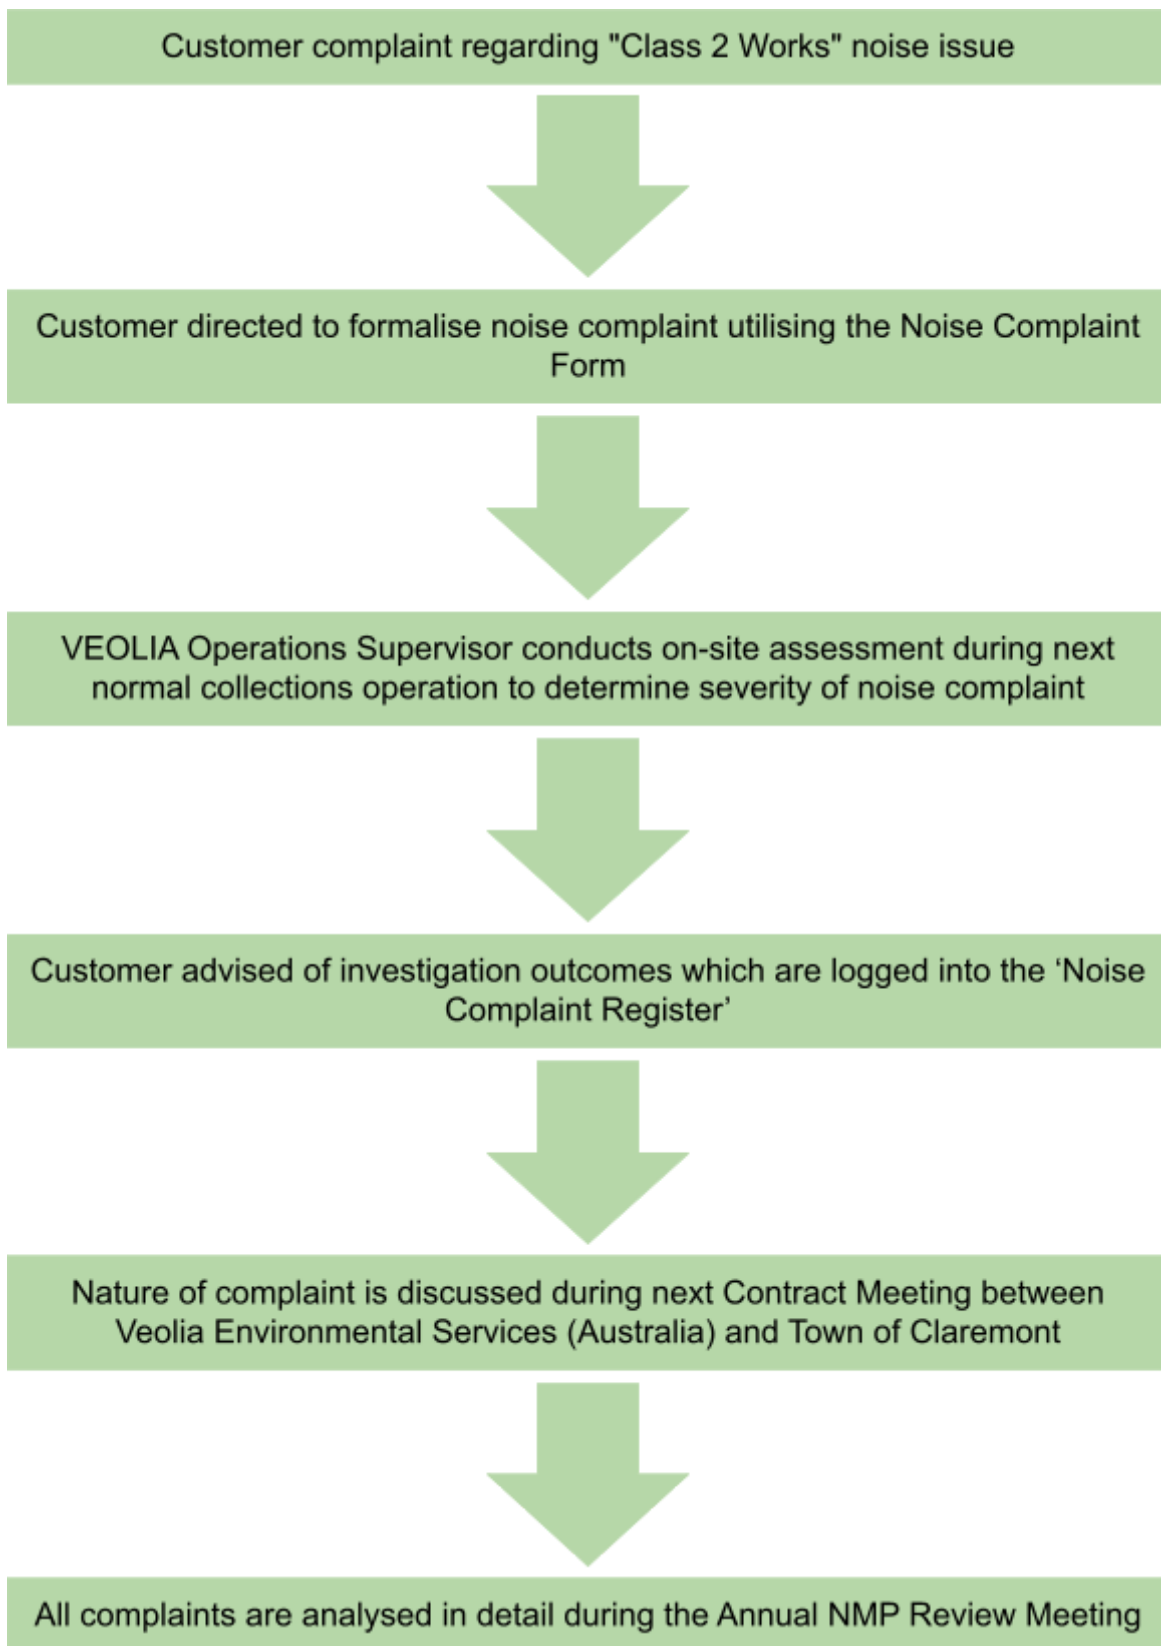 Customer complaint regarding "Class 2 Works" noise issue
Customer directed to formalise noise complaint utilising the Noise Complaint
Form
VEOLIA Operations Supervisor conducts on-site assessment during next
normal collections operation to determine severity of noise complaint
Customer advised of investigation outcomes which are logged into the ‘Noise
Complaint Register’
Nature of complaint is discussed during next Contract Meeting between
Veolia Environmental Services (Australia) and Town of Claremont
All complaints are analysed in detail during the Annual NMP Review Meeting